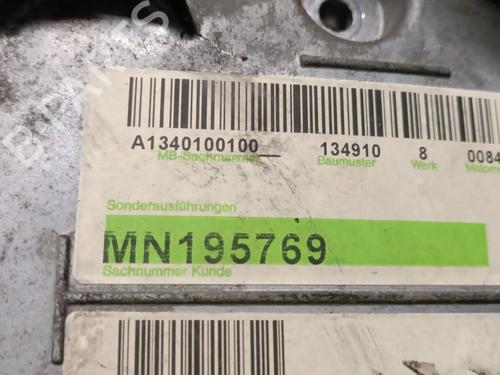 A1340100100 134910 8 0084
MB-Sachnummer Baumuster Werk
Sonderausführungen
MN195769
Sachnummer Kunde